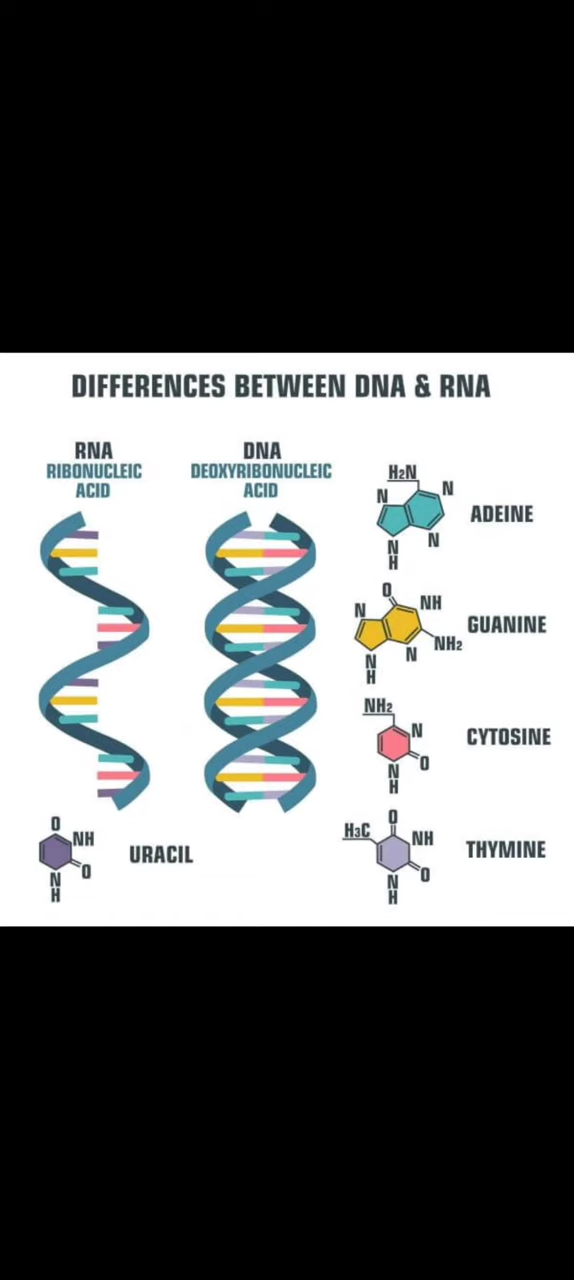 DIFFERENCES BETWEEN DNA & RNA
RNA
RIBONUCLEIC
ACID
DNA
DEOXYRIBONUCLEIC
ACID
H₂N
N
N
N
N
H
ADEINE
O
N
NH
NH₂
N
N
H
GUANINE
NH₂
N
O
N
H
CYTOSINE
O
NH
O
N
H
URACIL
O
H₃C
NH
O
N
H
THYMINE